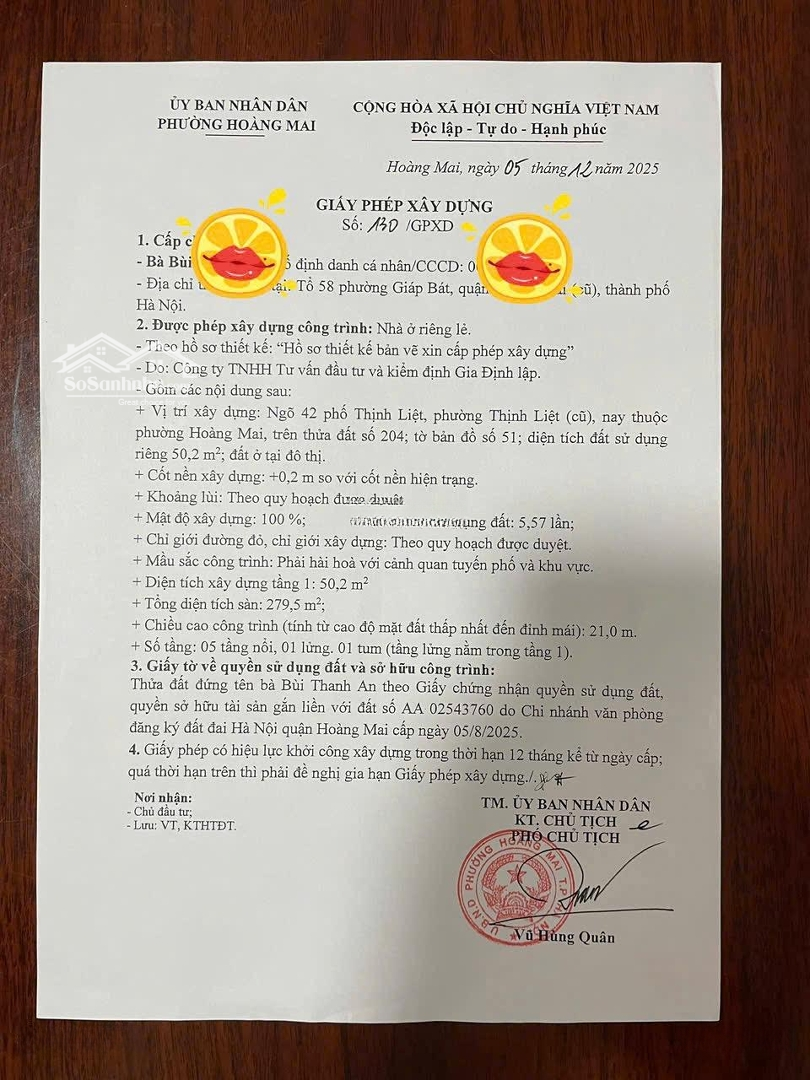 ỦY BAN NHÂN DÂN
PHƯỜNG HOÀNG MAI
CỘNG HÒA XÃ HỘI CHỦ NGHĨA VIỆT NAM
Độc lập - Tự do - Hạnh phúc
Hoàng Mai, ngày 05 tháng 12 năm 2025
GIẤY PHÉP XÂY DỰNG
Số: 130 /GPXD
1. Cấp
- Bà Bùi định danh cá nhân/CCCD: 0
- Địa chỉ tại: Tổ 58 phường Giáp Bát, quận (cũ), thành phố
Hà Nội.
2. Được phép xây dựng công trình: Nhà ở riêng lẻ.
- Theo hồ sơ thiết kế: “Hồ sơ thiết kế bản vẽ xin cấp phép xây dựng”
- Do: Công ty TNHH Tư vấn đầu tư và kiểm định Gia Định lập.
- Gồm các nội dung sau:
+ Vị trí xây dựng: Ngõ 42 phố Thịnh Liệt, phường Thịnh Liệt (cũ), nay thuộc
phường Hoàng Mai, trên thửa đất số 204; tờ bản đồ số 51; diện tích đất sử dụng
riêng 50,2 m²; đất ở tại đô thị.
+ Cốt nền xây dựng: +0,2 m so với cốt nền hiện trạng.
+ Khoảng lùi: Theo quy hoạch được duyệt
+ Mật độ xây dựng: 100 %; dụng đất: 5,57 lần;
+ Chỉ giới đường đỏ, chỉ giới xây dựng: Theo quy hoạch được duyệt.
+ Mầu sắc công trình: Phải hài hoà với cảnh quan tuyến phố và khu vực.
+ Diện tích xây dựng tầng 1: 50,2 m²
+ Tổng diện tích sàn: 279,5 m²;
+ Chiều cao công trình (tính từ cao độ mặt đất thấp nhất đến đỉnh mái): 21,0 m.
+ Số tầng: 05 tầng nổi, 01 lửng. 01 tum (tầng lửng nằm trong tầng 1).
3. Giấy tờ về quyền sử dụng đất và sở hữu công trình:
Thửa đất đứng tên bà Bùi Thanh An theo Giấy chứng nhận quyền sử dụng đất,
quyền sở hữu tài sản gắn liền với đất số AA 02543760 do Chi nhánh văn phòng
đăng ký đất đai Hà Nội quận Hoàng Mai cấp ngày 05/8/2025.
4. Giấy phép có hiệu lực khởi công xây dựng trong thời hạn 12 tháng kể từ ngày cấp;
quá thời hạn trên thì phải đề nghị gia hạn Giấy phép xây dựng./.
Nơi nhận:
- Chủ đầu tư;
- Lưu: VT, KTHTĐT.
TM. ỦY BAN NHÂN DÂN
KT. CHỦ TỊCH
PHÓ CHỦ TỊCH
U.B.N.D PHƯỜNG HOÀNG MAI T.P HÀ NỘI
Vũ Hùng Quân